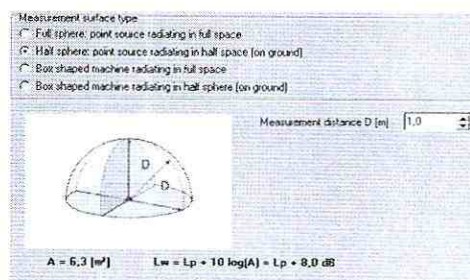 Measurement surface type
Full sphere: point source radiating in full space
Half sphere: point source radiating in half space (on ground)
Box shaped machine radiating in full space
Box shaped machine radiating in half sphere (on ground)
Measurement distance D [m] 1,0
D
D
A = 6,3 [m²] Lw = Lp + 10 log(A) = Lp + 8,0 dB